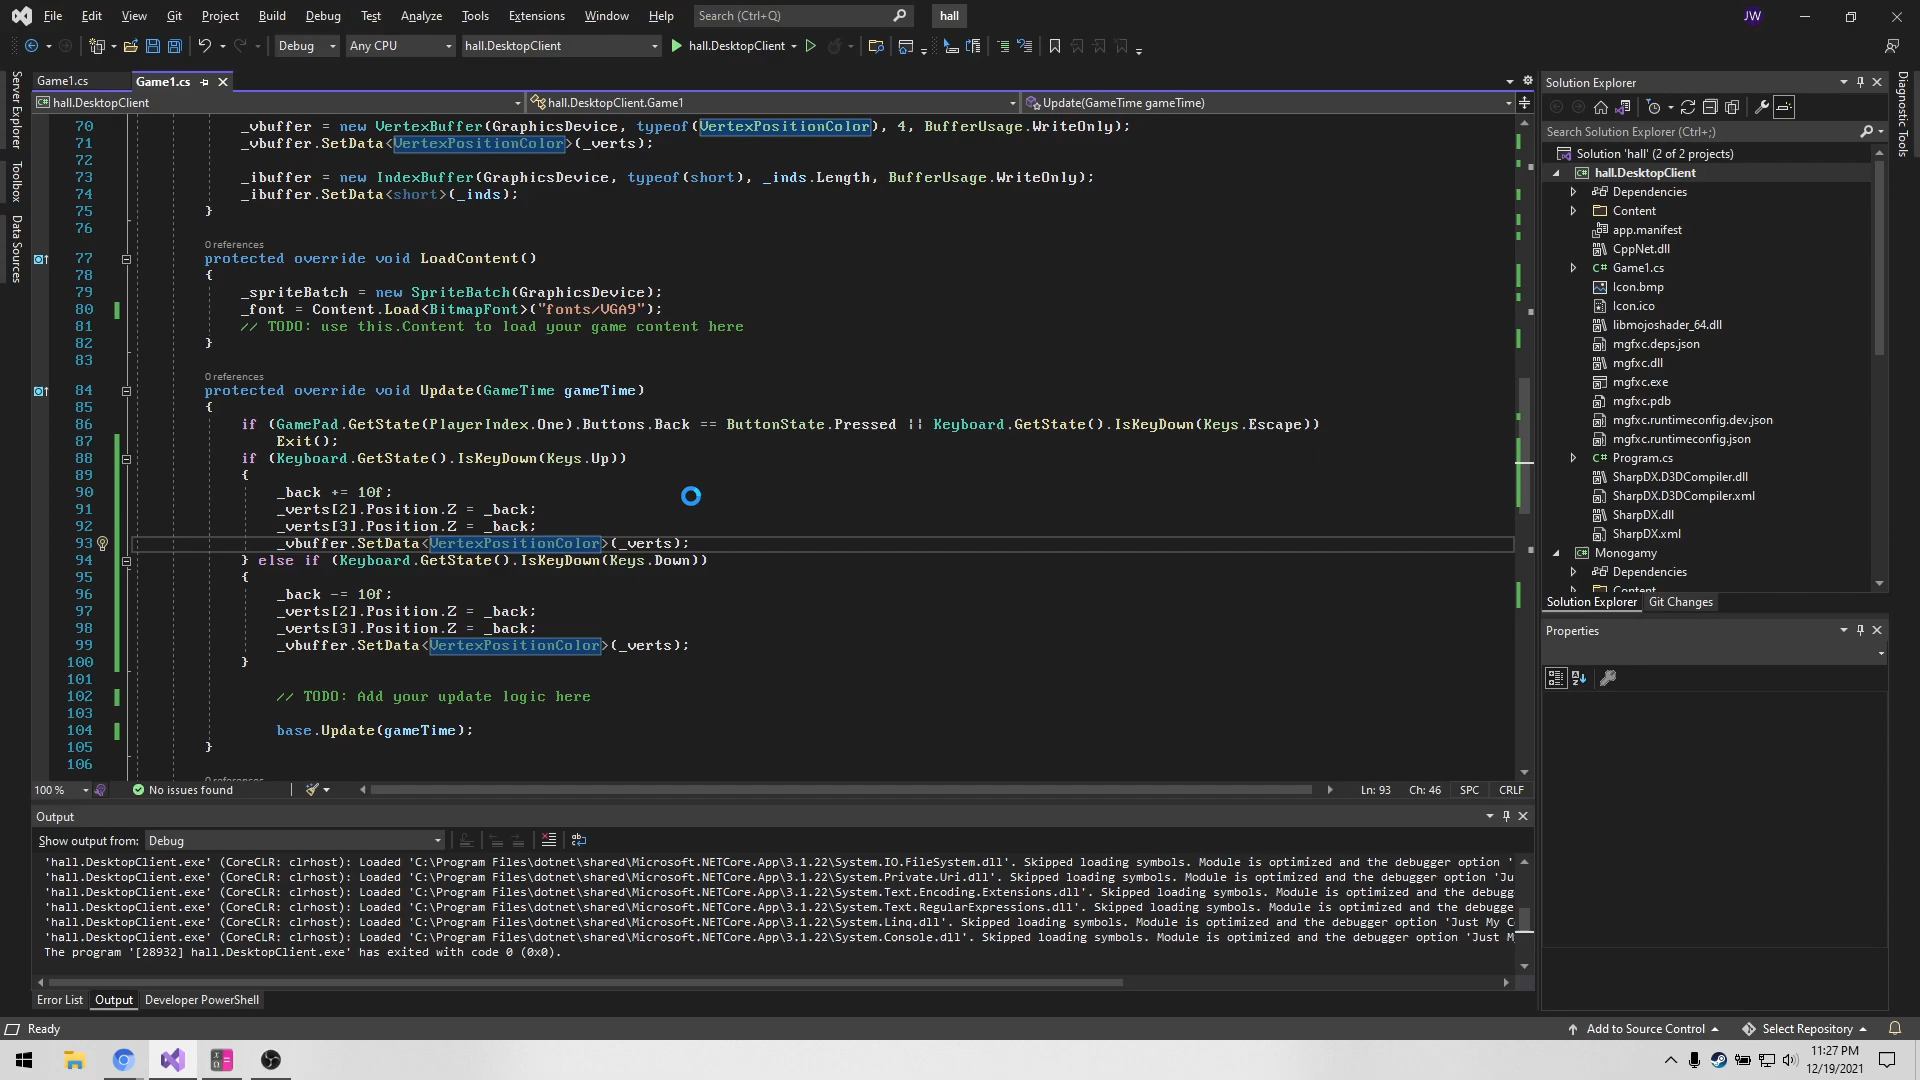 File Edit View Git Project Build Debug Test Analyze Tools Extensions Window Help Search (Ctrl+Q) hall JW
Debug Any CPU hall.DesktopClient hall.DesktopClient
Game1.cs Game1.cs
hall.DesktopClient hall.DesktopClient.Game1 Update(GameTime gameTime)
Server Explorer
Toolbox
Data Sources
70 _vbuffer = new VertexBuffer(GraphicsDevice, typeof(VertexPositionColor), 4, BufferUsage.WriteOnly);
71 _vbuffer.SetData<VertexPositionColor>(_verts);
72
73 _ibuffer = new IndexBuffer(GraphicsDevice, typeof(short), _inds.Length, BufferUsage.WriteOnly);
74 _ibuffer.SetData<short>(_inds);
75 }
76
0 references
77 protected override void LoadContent()
78 {
79 _spriteBatch = new SpriteBatch(GraphicsDevice);
80 _font = Content.Load<BitmapFont>("fonts/VGA9");
81 // TODO: use this.Content to load your game content here
82 }
83
0 references
84 protected override void Update(GameTime gameTime)
85 {
86 if (GamePad.GetState(PlayerIndex.One).Buttons.Back == ButtonState.Pressed || Keyboard.GetState().IsKeyDown(Keys.Escape))
87 Exit();
88 if (Keyboard.GetState().IsKeyDown(Keys.Up))
89 {
90 _back += 10f;
91 _verts[2].Position.Z = _back;
92 _verts[3].Position.Z = _back;
93 _vbuffer.SetData<VertexPositionColor>(_verts);
94 } else if (Keyboard.GetState().IsKeyDown(Keys.Down))
95 {
96 _back -= 10f;
97 _verts[2].Position.Z = _back;
98 _verts[3].Position.Z = _back;
99 _vbuffer.SetData<VertexPositionColor>(_verts);
100 }
101
102 // TODO: Add your update logic here
103
104 base.Update(gameTime);
105 }
106
0 references
100 % No issues found Ln: 93 Ch: 46 SPC CRLF
Output
Show output from: Debug
'hall.DesktopClient.exe' (CoreCLR: clrhost): Loaded 'C:\Program Files\dotnet\shared\Microsoft.NETCore.App\3.1.22\System.IO.FileSystem.dll'. Skipped loading symbols. Module is optimized and the debugger option '
'hall.DesktopClient.exe' (CoreCLR: clrhost): Loaded 'C:\Program Files\dotnet\shared\Microsoft.NETCore.App\3.1.22\System.Private.Uri.dll'. Skipped loading symbols. Module is optimized and the debugger option 'Ju
'hall.DesktopClient.exe' (CoreCLR: clrhost): Loaded 'C:\Program Files\dotnet\shared\Microsoft.NETCore.App\3.1.22\System.Text.Encoding.Extensions.dll'. Skipped loading symbols. Module is optimized and the debugg
'hall.DesktopClient.exe' (CoreCLR: clrhost): Loaded 'C:\Program Files\dotnet\shared\Microsoft.NETCore.App\3.1.22\System.Text.RegularExpressions.dll'. Skipped loading symbols. Module is optimized and the debugge
'hall.DesktopClient.exe' (CoreCLR: clrhost): Loaded 'C:\Program Files\dotnet\shared\Microsoft.NETCore.App\3.1.22\System.Linq.dll'. Skipped loading symbols. Module is optimized and the debugger option 'Just My C
'hall.DesktopClient.exe' (CoreCLR: clrhost): Loaded 'C:\Program Files\dotnet\shared\Microsoft.NETCore.App\3.1.22\System.Console.dll'. Skipped loading symbols. Module is optimized and the debugger option 'Just M
The program '[28932] hall.DesktopClient.exe' has exited with code 0 (0x0).
Error List Output Developer PowerShell
Solution Explorer
Search Solution Explorer (Ctrl+;)
Solution 'hall' (2 of 2 projects)
hall.DesktopClient
Dependencies
Content
app.manifest
CppNet.dll
C# Game1.cs
Icon.bmp
Icon.ico
libmojoshader_64.dll
mgfxc.deps.json
mgfxc.dll
mgfxc.exe
mgfxc.pdb
mgfxc.runtimeconfig.dev.json
mgfxc.runtimeconfig.json
C# Program.cs
SharpDX.D3DCompiler.dll
SharpDX.D3DCompiler.xml
SharpDX.dll
SharpDX.xml
Monogamy
Dependencies
Content
Solution Explorer Git Changes
Properties
Diagnostic Tools
Ready Add to Source Control Select Repository
11:27 PM
12/19/2021